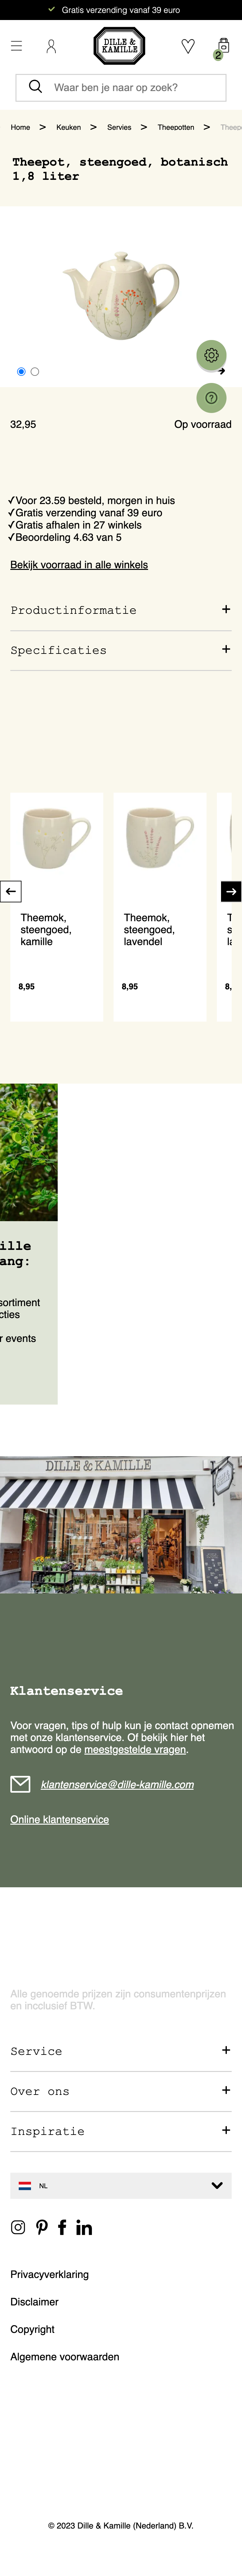 Gratis verzending vanaf 39 euro
DILLE &
KAMILLE
2
Waar ben je naar op zoek?
Home > Keuken > Servies > Theepotten > Theep
Theepot, steengoed, botanisch
1,8 liter
32,95 Op voorraad
✓Voor 23.59 besteld, morgen in huis
✓Gratis verzending vanaf 39 euro
✓Gratis afhalen in 27 winkels
✓Beoordeling 4.63 van 5
Bekijk voorraad in alle winkels
Productinformatie +
Specificaties +
Theemok,
steengoed,
kamille
8,95
Theemok,
steengoed,
lavendel
8,95
T
s
la
8,
ille
ang:
sortiment
cties
r events
DILLE & KAMILLE
Klantenservice
Voor vragen, tips of hulp kun je contact opnemen
met onze klantenservice. Of bekijk hier het
antwoord op de meestgestelde vragen.
klantenservice@dille-kamille.com
Online klantenservice
Alle genoemde prijzen zijn consumentenprijzen
en incclusief BTW.
Service +
Over ons +
Inspiratie +
NL
Privacyverklaring
Disclaimer
Copyright
Algemene voorwaarden
© 2023 Dille & Kamille (Nederland) B.V.